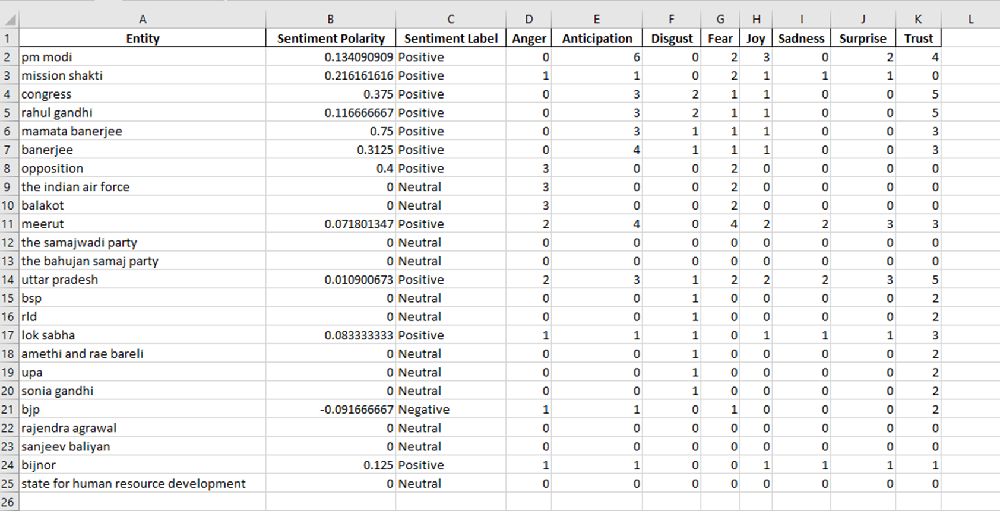 A B C D E F G H I J K L
1 Entity Sentiment Polarity Sentiment Label Anger Anticipation Disgust Fear Joy Sadness Surprise Trust
2 pm modi 0.134090909 Positive 0 6 0 2 3 0 2 4
3 mission shakti 0.216161616 Positive 1 1 0 2 1 1 1 0
4 congress 0.375 Positive 0 3 2 1 1 0 0 5
5 rahul gandhi 0.116666667 Positive 0 3 2 1 1 0 0 5
6 mamata banerjee 0.75 Positive 0 3 1 1 1 0 0 3
7 banerjee 0.3125 Positive 0 4 1 1 1 0 0 3
8 opposition 0.4 Positive 3 0 0 2 0 0 0 0
9 the indian air force 0 Neutral 3 0 0 2 0 0 0 0
10 balakot 0 Neutral 3 0 0 2 0 0 0 0
11 meerut 0.071801347 Positive 2 4 0 4 2 2 3 3
12 the samajwadi party 0 Neutral 0 0 0 0 0 0 0 0
13 the bahujan samaj party 0 Neutral 0 0 0 0 0 0 0 0
14 uttar pradesh 0.010900673 Positive 2 3 1 2 2 2 3 5
15 bsp 0 Neutral 0 0 1 0 0 0 0 2
16 rld 0 Neutral 0 0 1 0 0 0 0 2
17 lok sabha 0.083333333 Positive 1 1 1 0 1 1 1 3
18 amethi and rae bareli 0 Neutral 0 0 1 0 0 0 0 2
19 upa 0 Neutral 0 0 1 0 0 0 0 2
20 sonia gandhi 0 Neutral 0 0 1 0 0 0 0 2
21 bjp -0.091666667 Negative 1 1 0 1 0 0 0 2
22 rajendra agrawal 0 Neutral 0 0 0 0 0 0 0 0
23 sanjeev baliyan 0 Neutral 0 0 0 0 0 0 0 0
24 bijnor 0.125 Positive 1 1 0 0 1 1 1 1
25 state for human resource development 0 Neutral 0 0 0 0 0 0 0 0
26